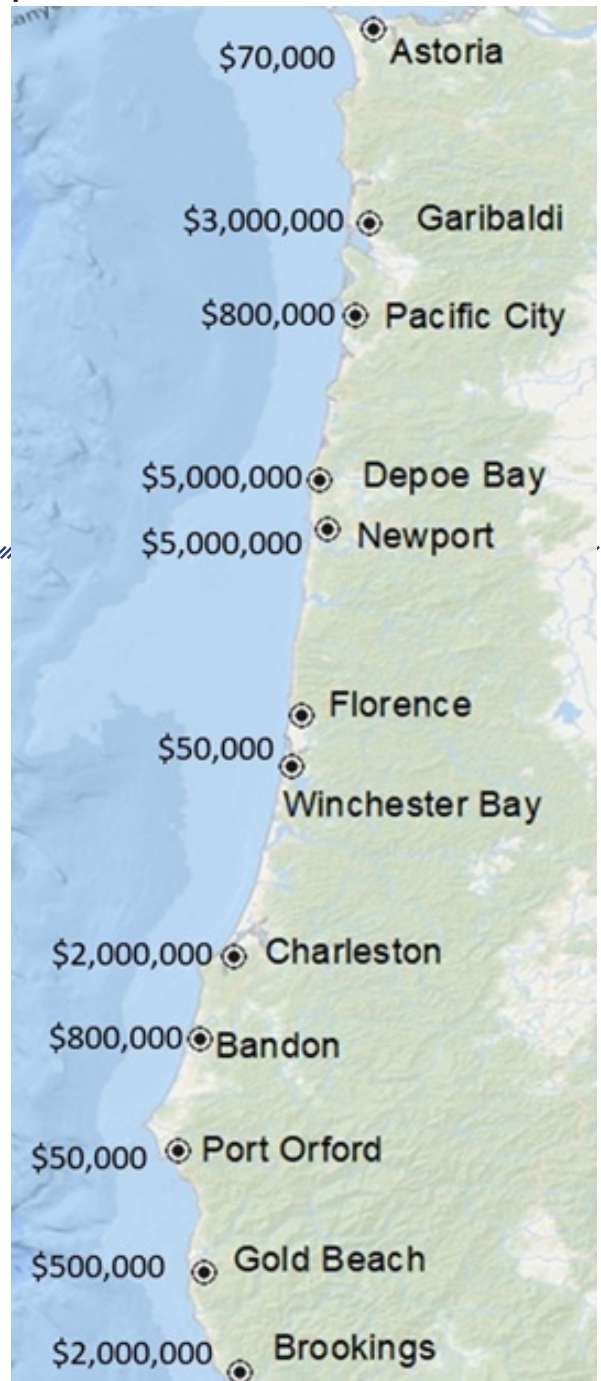 $70,000 Astoria
$3,000,000 Garibaldi
$800,000 Pacific City
$5,000,000 Depoe Bay
$5,000,000 Newport
Florence
$50,000
Winchester Bay
$2,000,000 Charleston
$800,000 Bandon
$50,000 Port Orford
$500,000 Gold Beach
$2,000,000 Brookings